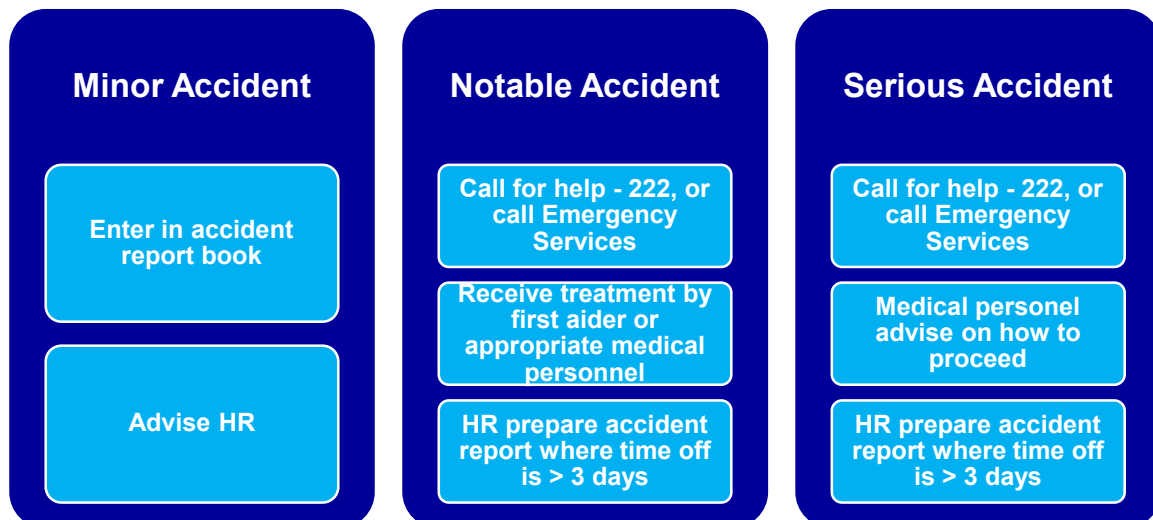 Minor Accident
Enter in accident
report book
Advise HR
Notable Accident
Call for help - 222, or
call Emergency
Services
Receive treatment by
first aider or
appropriate medical
personnel
HR prepare accident
report where time off
is > 3 days
Serious Accident
Call for help - 222, or
call Emergency
Services
Medical personel
advise on how to
proceed
HR prepare accident
report where time off
is > 3 days